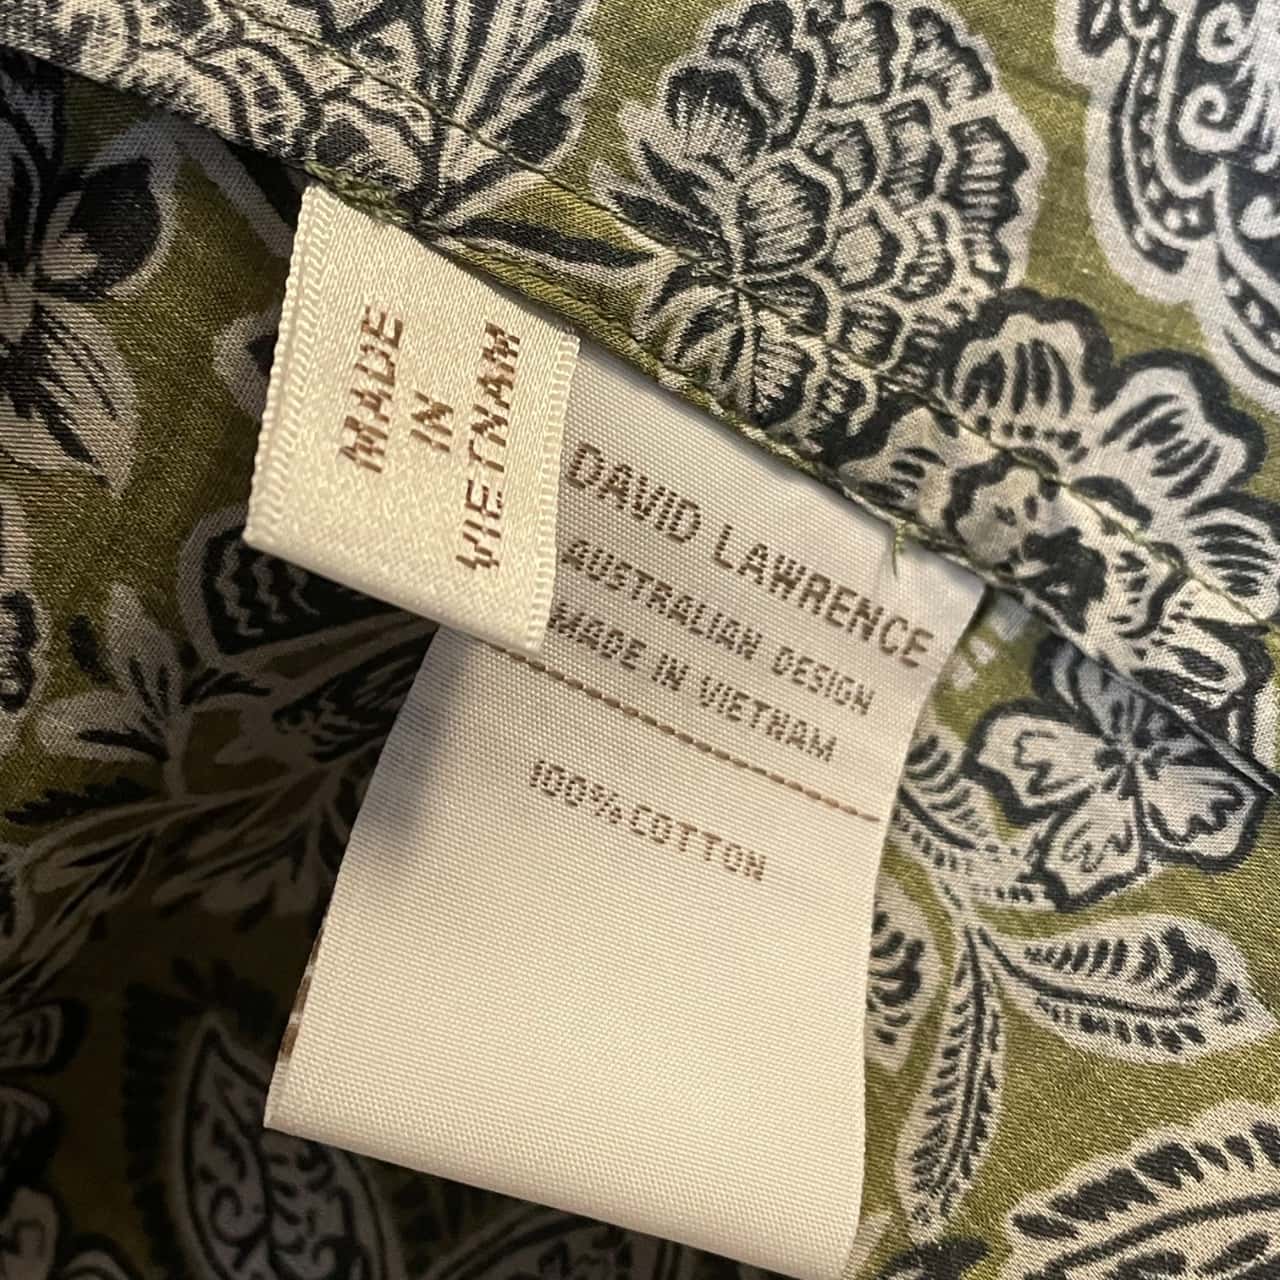 MADE
IN
VIETNAM
DAVID LAWRENCE
AUSTRALIAN DESIGN
MADE IN VIETNAM
100% COTTON